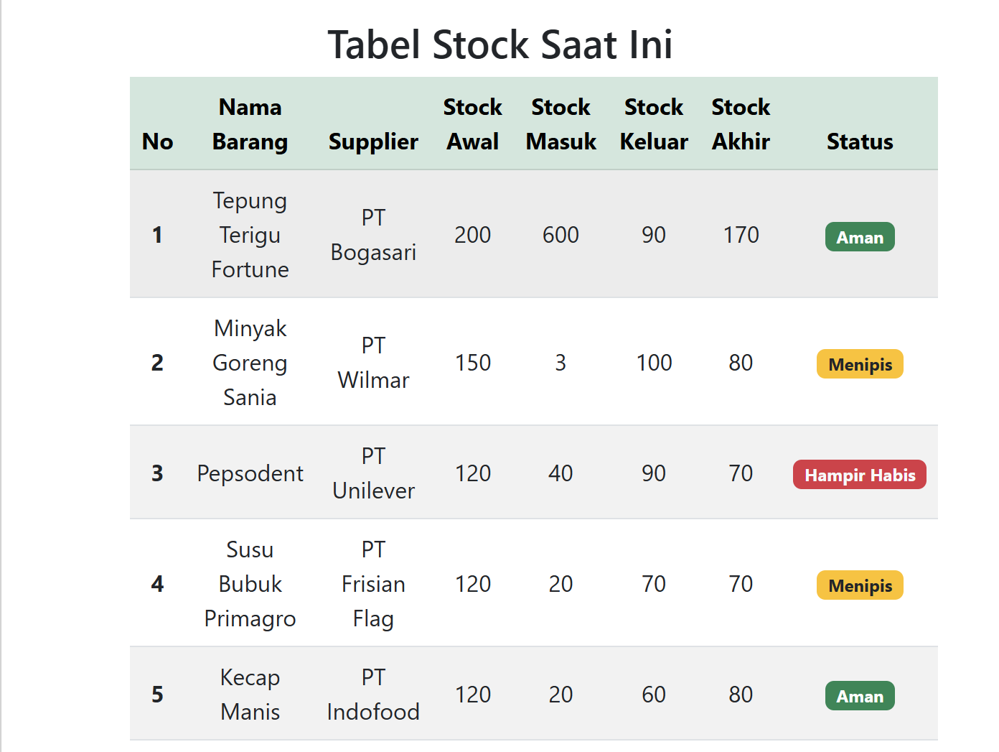 Tabel Stock Saat Ini
No Nama Barang Supplier Stock Awal Stock Masuk Stock Keluar Stock Akhir Status
1 Tepung Terigu Fortune PT Bogasari 200 600 90 170 Aman
2 Minyak Goreng Sania PT Wilmar 150 3 100 80 Menipis
3 Pepsodent PT Unilever 120 40 90 70 Hampir Habis
4 Susu Bubuk Primagro PT Frisian Flag 120 20 70 70 Menipis
5 Kecap Manis PT Indofood 120 20 60 80 Aman